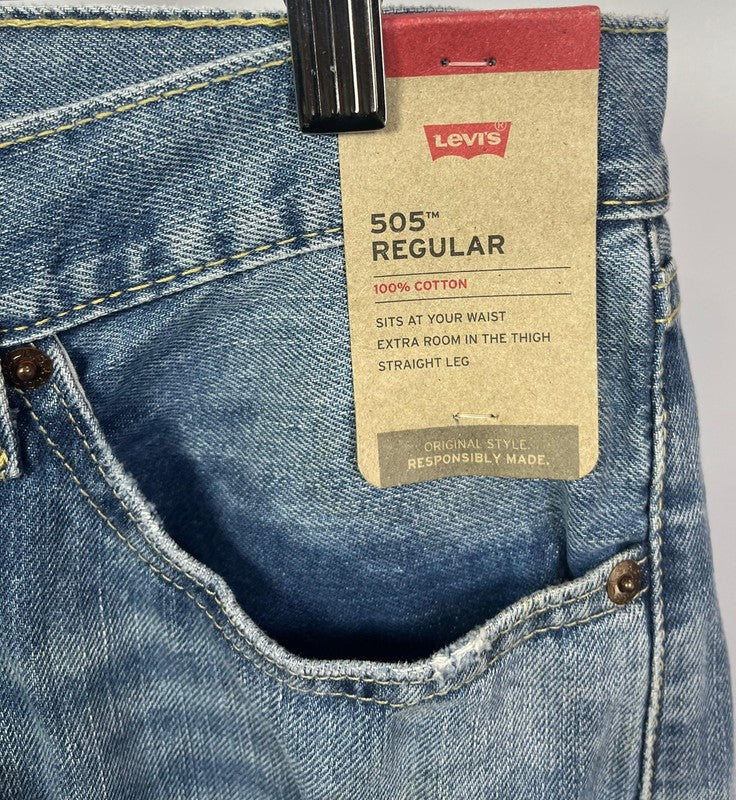 LEVI'S®
505™
REGULAR
100% COTTON
SITS AT YOUR WAIST
EXTRA ROOM IN THE THIGH
STRAIGHT LEG
ORIGINAL STYLE.
RESPONSIBLY MADE.